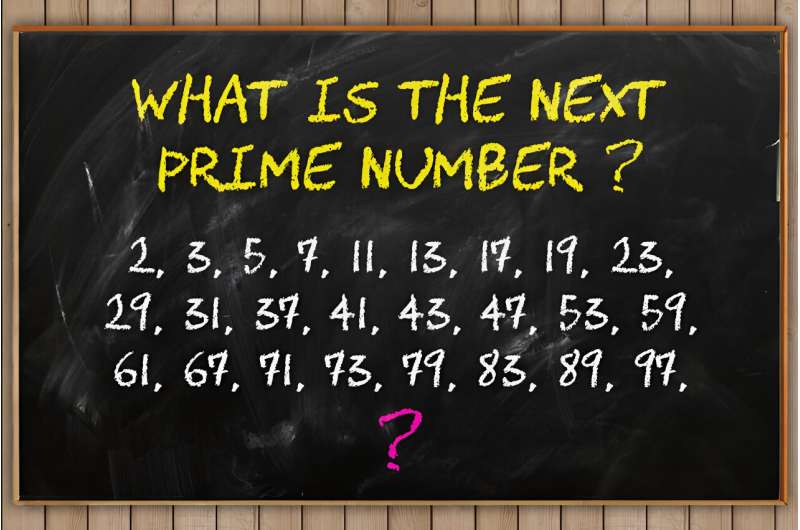 WHAT IS THE NEXT
PRIME NUMBER ?
2, 3, 5, 7, 11, 13, 17, 19, 23,
29, 31, 37, 41, 43, 47, 53, 59,
61, 67, 71, 73, 79, 83, 89, 97,
?